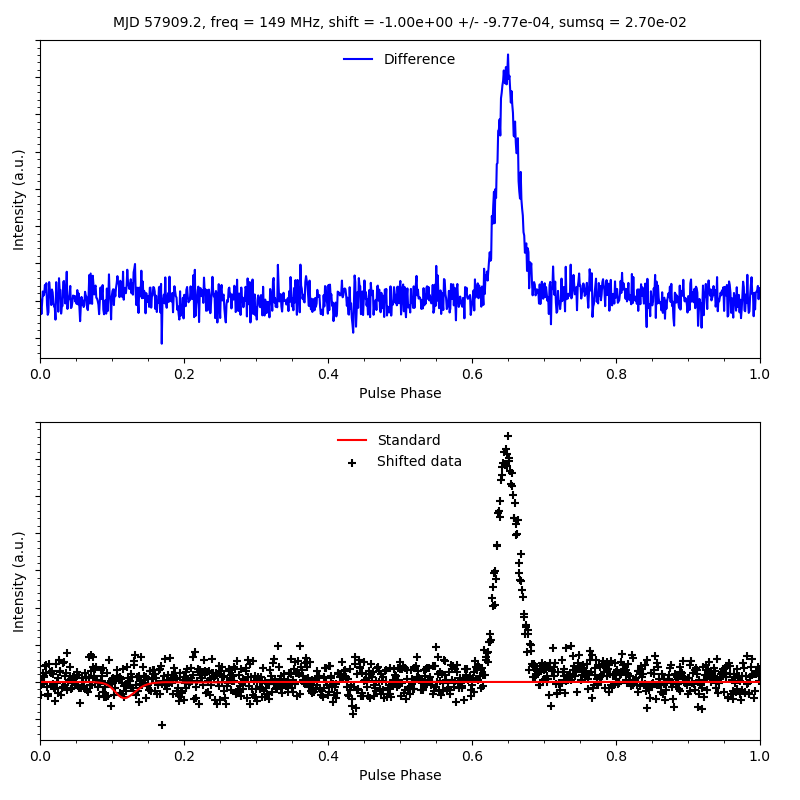 MJD 57909.2, freq = 149 MHz, shift = -1.00e+00 +/- -9.77e-04, sumsq = 2.70e-02
Difference
Intensity (a.u.)
0.0 0.2 0.4 0.6 0.8 1.0
Pulse Phase
Standard
Shifted data
Intensity (a.u.)
0.0 0.2 0.4 0.6 0.8 1.0
Pulse Phase